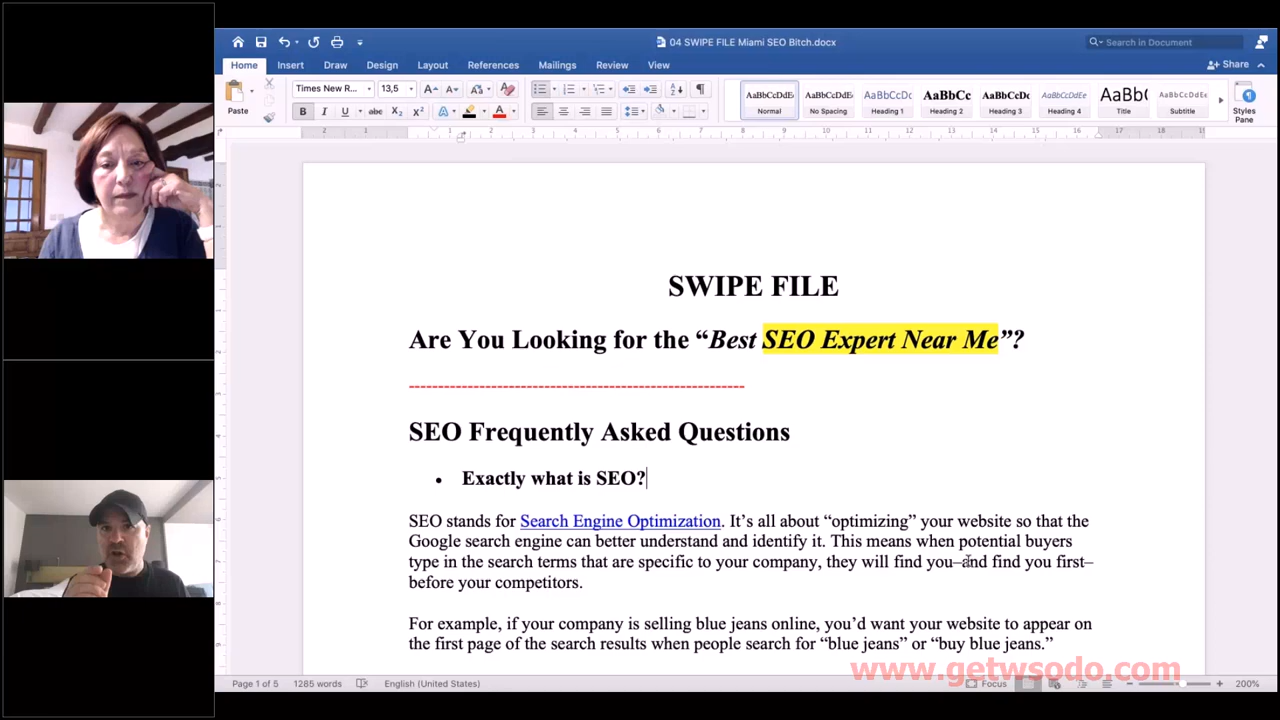 04 SWIPE FILE Miami SEO Bitch.docx
Search in Document
Home Insert Draw Design Layout References Mailings Review View
Share
Paste
Times New R...
13,5
AaBbCcDdE
Normal
AaBbCcDdE
No Spacing
AaBbCcDc
Heading 1
AaBbCc
Heading 2
AaBbCcDc
Heading 3
AaBbCcDdEe
Heading 4
AaBbC
Title
AaBbCcDdEe
Subtitle
Styles
Pane
SWIPE FILE
Are You Looking for the “Best SEO Expert Near Me”?
--------------------------------------------------------
SEO Frequently Asked Questions
• Exactly what is SEO?
SEO stands for Search Engine Optimization. It’s all about “optimizing” your website so that the
Google search engine can better understand and identify it. This means when potential buyers
type in the search terms that are specific to your company, they will find you–and find you first–
before your competitors.
For example, if your company is selling blue jeans online, you’d want your website to appear on
the first page of the search results when people search for “blue jeans” or “buy blue jeans.”
www.getwsodo.com
Page 1 of 5 1285 words English (United States) Focus 200%